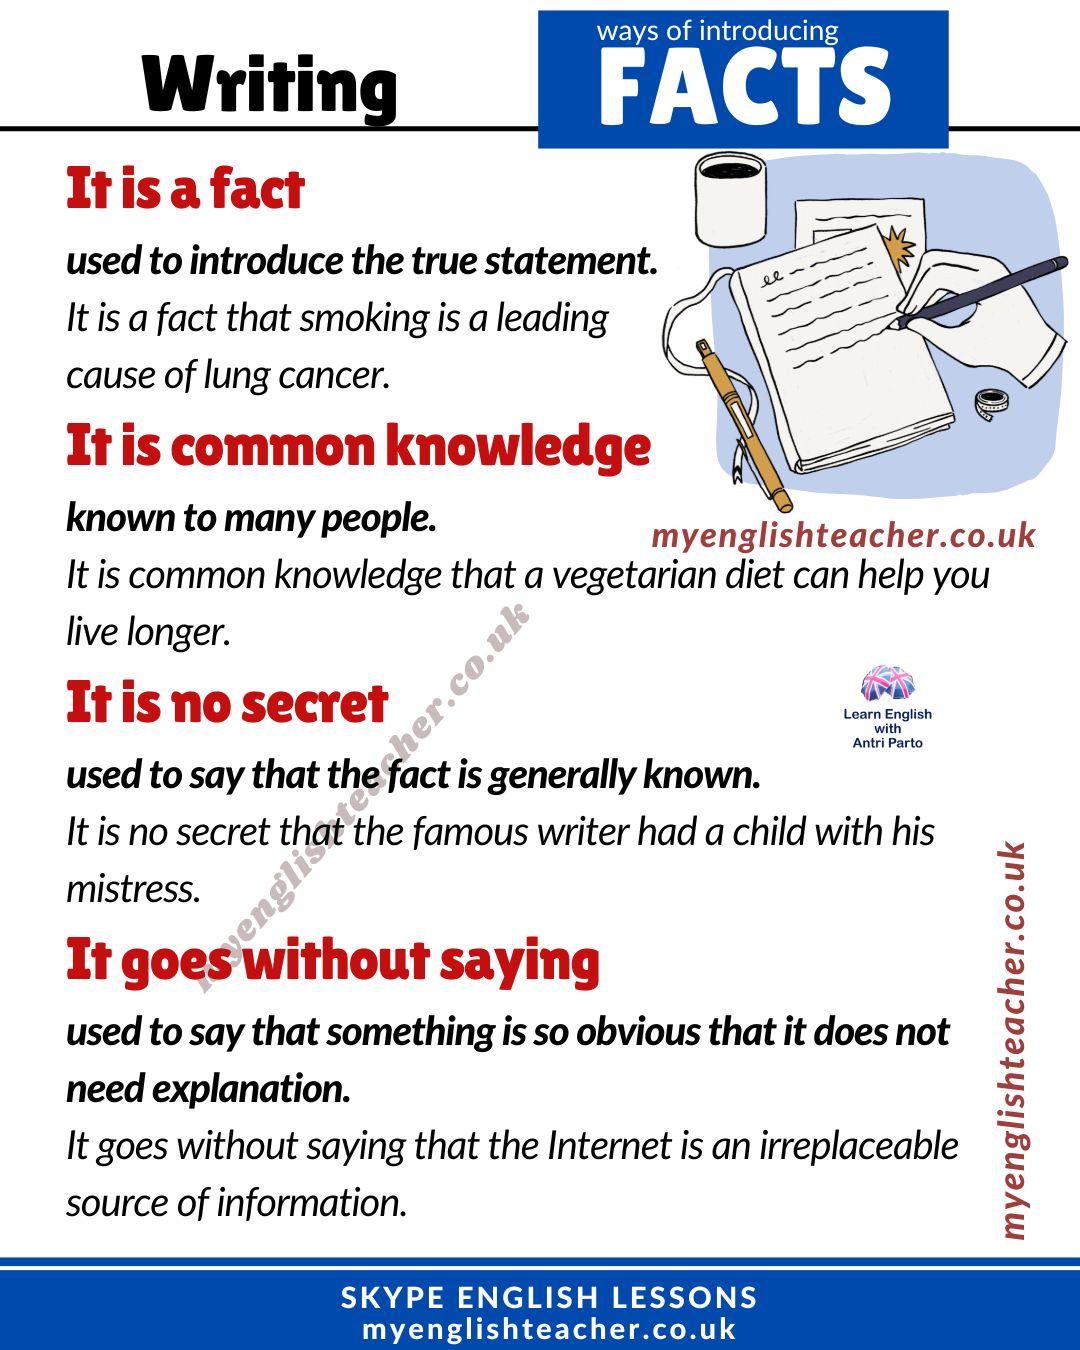 Writing
ways of introducing
FACTS
It is a fact
used to introduce the true statement.
It is a fact that smoking is a leading
cause of lung cancer.
It is common knowledge
known to many people.
myenglishteacher.co.uk
It is common knowledge that a vegetarian diet can help you
live longer.
myenglishteacher.co.uk
It is no secret
Learn English
with
Antri Parto
used to say that the fact is generally known.
It is no secret that the famous writer had a child with his
mistress.
myenglishteacher.co.uk
It goes without saying
used to say that something is so obvious that it does not
need explanation.
It goes without saying that the Internet is an irreplaceable
source of information.
SKYPE ENGLISH LESSONS
myenglishteacher.co.uk